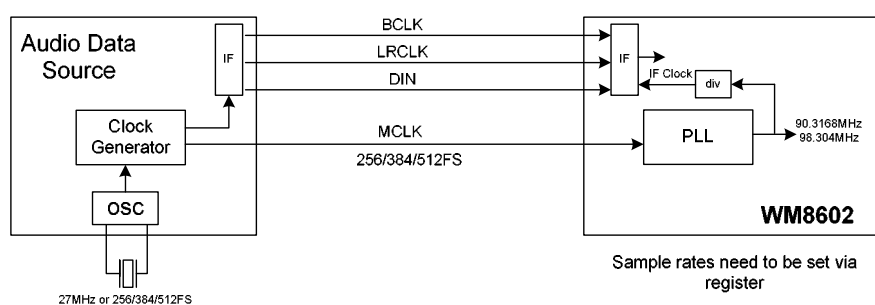 Audio Data
Source
IF
BCLK
LRCLK
DIN
IF
IF Clock
div
Clock
Generator
MCLK
256/384/512FS
PLL
90.3168MHz
98.304MHz
OSC
WM8602
27MHz or 256/384/512FS
Sample rates need to be set via
register